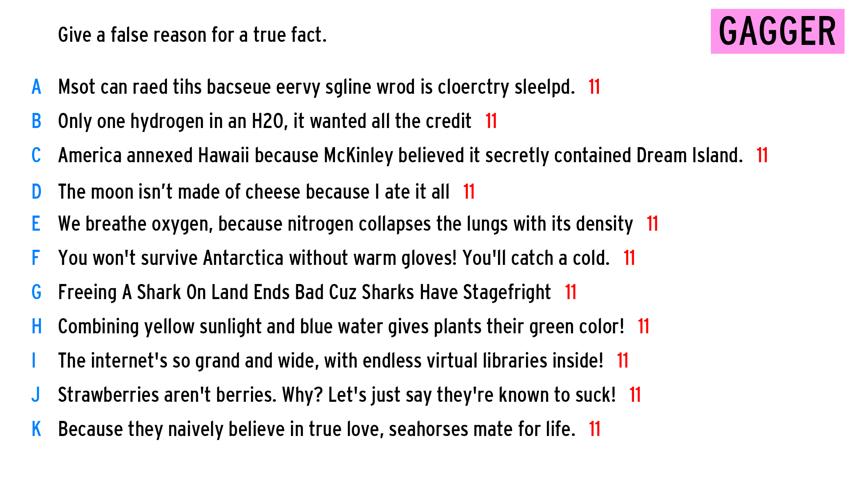 Give a false reason for a true fact.
GAGGER
A Msot can raed tihs bacseue eervy sgline wrod is cloerctry sleelpd. 11
B Only one hydrogen in an H2O, it wanted all the credit 11
C America annexed Hawaii because McKinley believed it secretly contained Dream Island. 11
D The moon isn't made of cheese because I ate it all 11
E We breathe oxygen, because nitrogen collapses the lungs with its density 11
F You won't survive Antarctica without warm gloves! You'll catch a cold. 11
G Freeing A Shark On Land Ends Bad Cuz Sharks Have Stagefright 11
H Combining yellow sunlight and blue water gives plants their green color! 11
I The internet's so grand and wide, with endless virtual libraries inside! 11
J Strawberries aren't berries. Why? Let's just say they're known to suck! 11
K Because they naively believe in true love, seahorses mate for life. 11